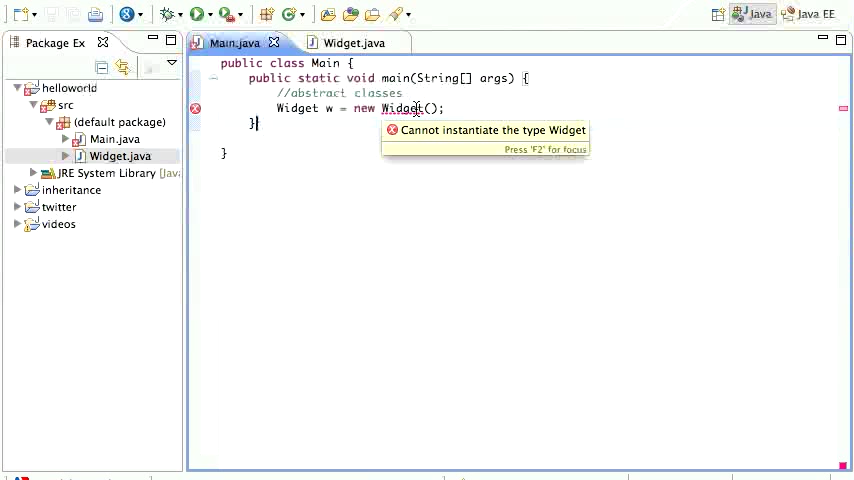 Java
Java EE
Package Ex
Main.java
Widget.java
helloworld
src
(default package)
Main.java
Widget.java
JRE System Library [Java
inheritance
twitter
videos
public class Main {
public static void main(String[] args) {
//abstract classes
Widget w = new Widget();
}
}
Cannot instantiate the type Widget
Press 'F2' for focus